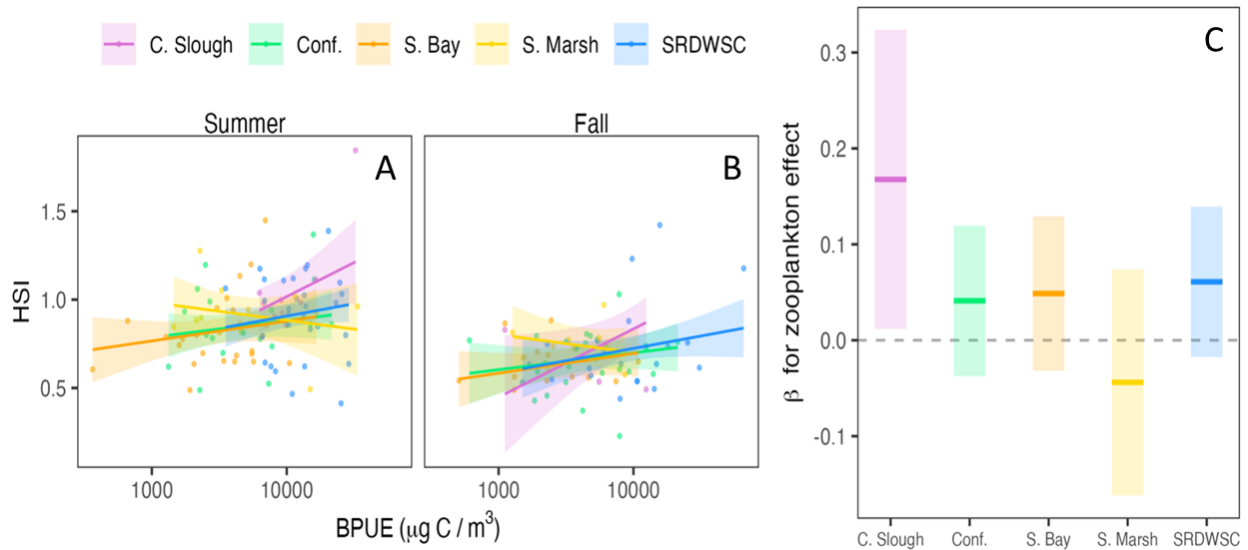 C. Slough Conf. S. Bay S. Marsh SRDWSC
Summer
A
HSI
1.5
1.0
0.5
1000 10000
Fall
B
1000 10000
BPUE (μg C / m³)
C
β for zooplankton effect
0.3
0.2
0.1
0.0
-0.1
C. Slough Conf. S. Bay S. Marsh SRDWSC